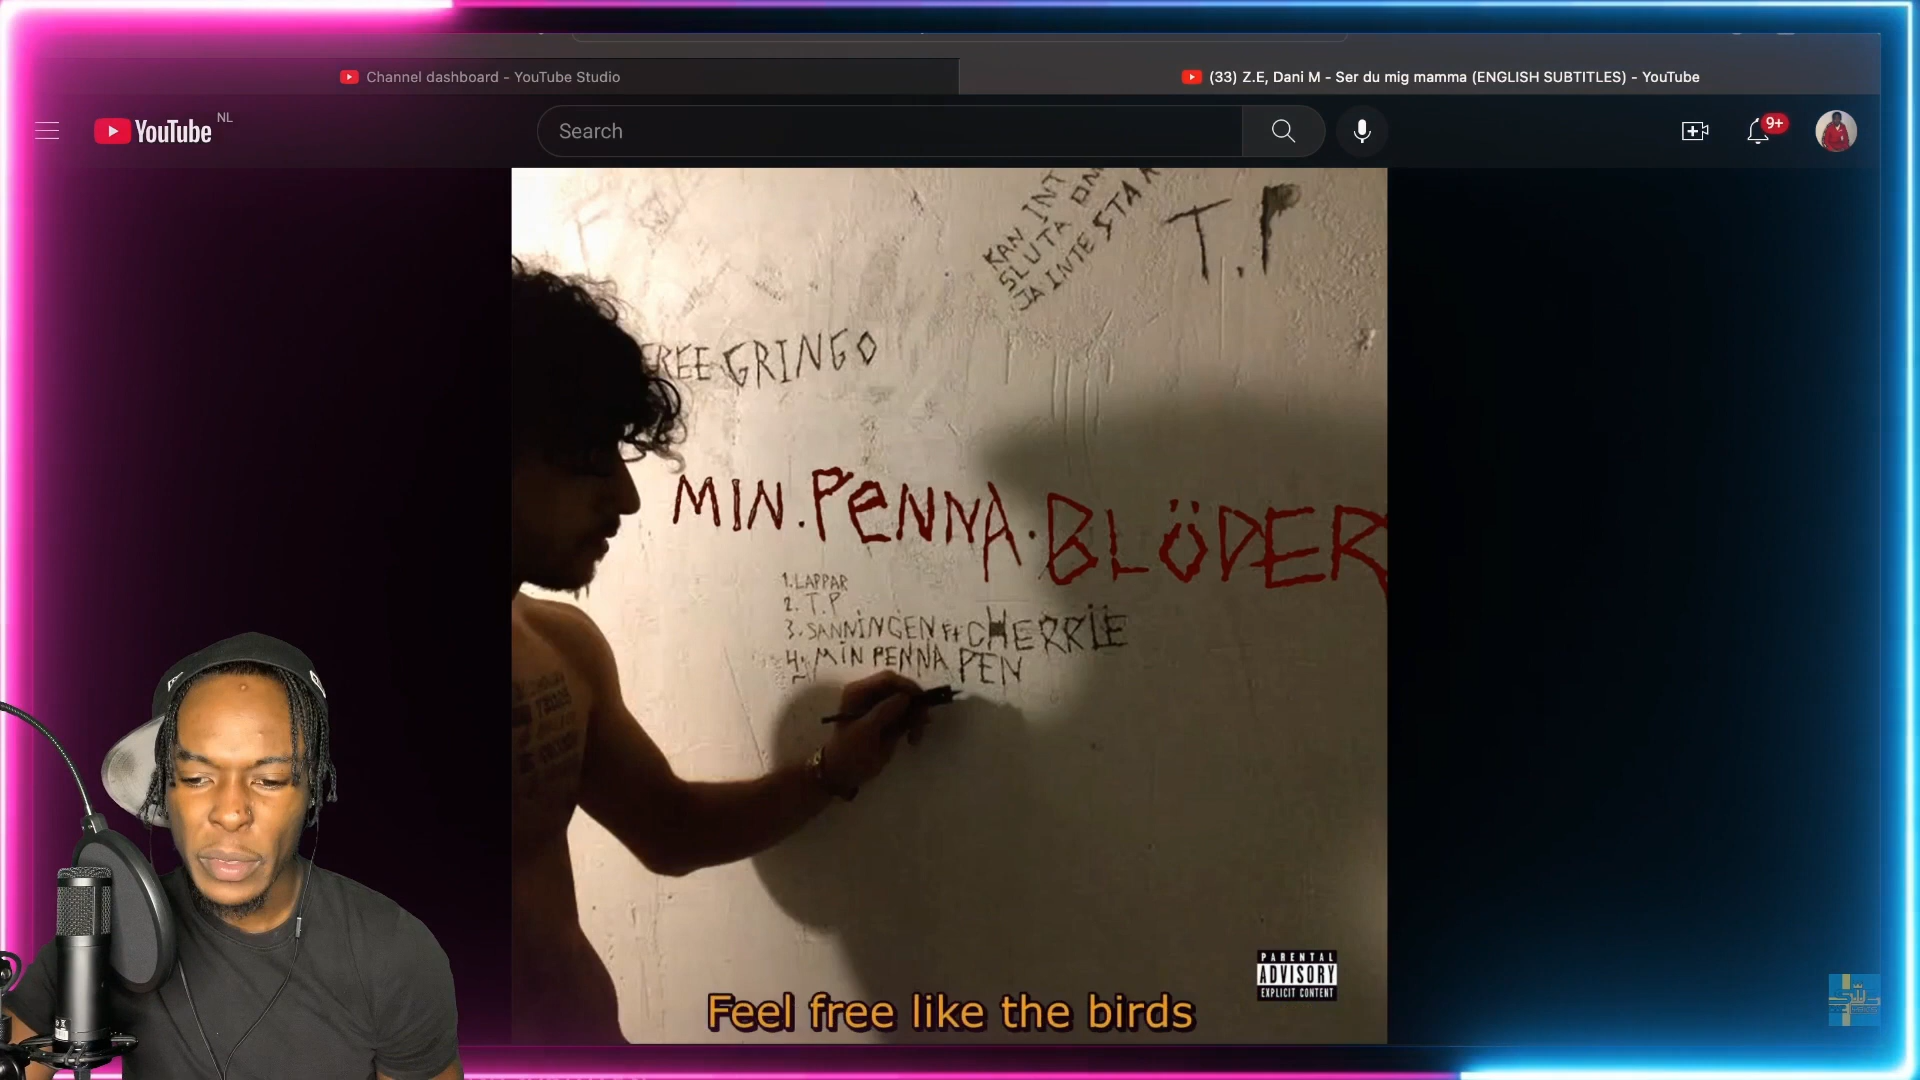 Channel dashboard - YouTube Studio
(33) Z.E, Dani M - Ser du mig mamma (ENGLISH SUBTITLES) - YouTube
YouTube NL
Search
9+
KAN INT
SLUTA OM
JA INTE STA
T.P
FREE GRINGO
MIN.PENNA.BLÖDER
1. LAPPAR
2. T.P
3. SANNINGEN Ft CHERRIE
4. MIN PENNA PEN
PARENTAL
ADVISORY
EXPLICIT CONTENT
Feel free like the birds